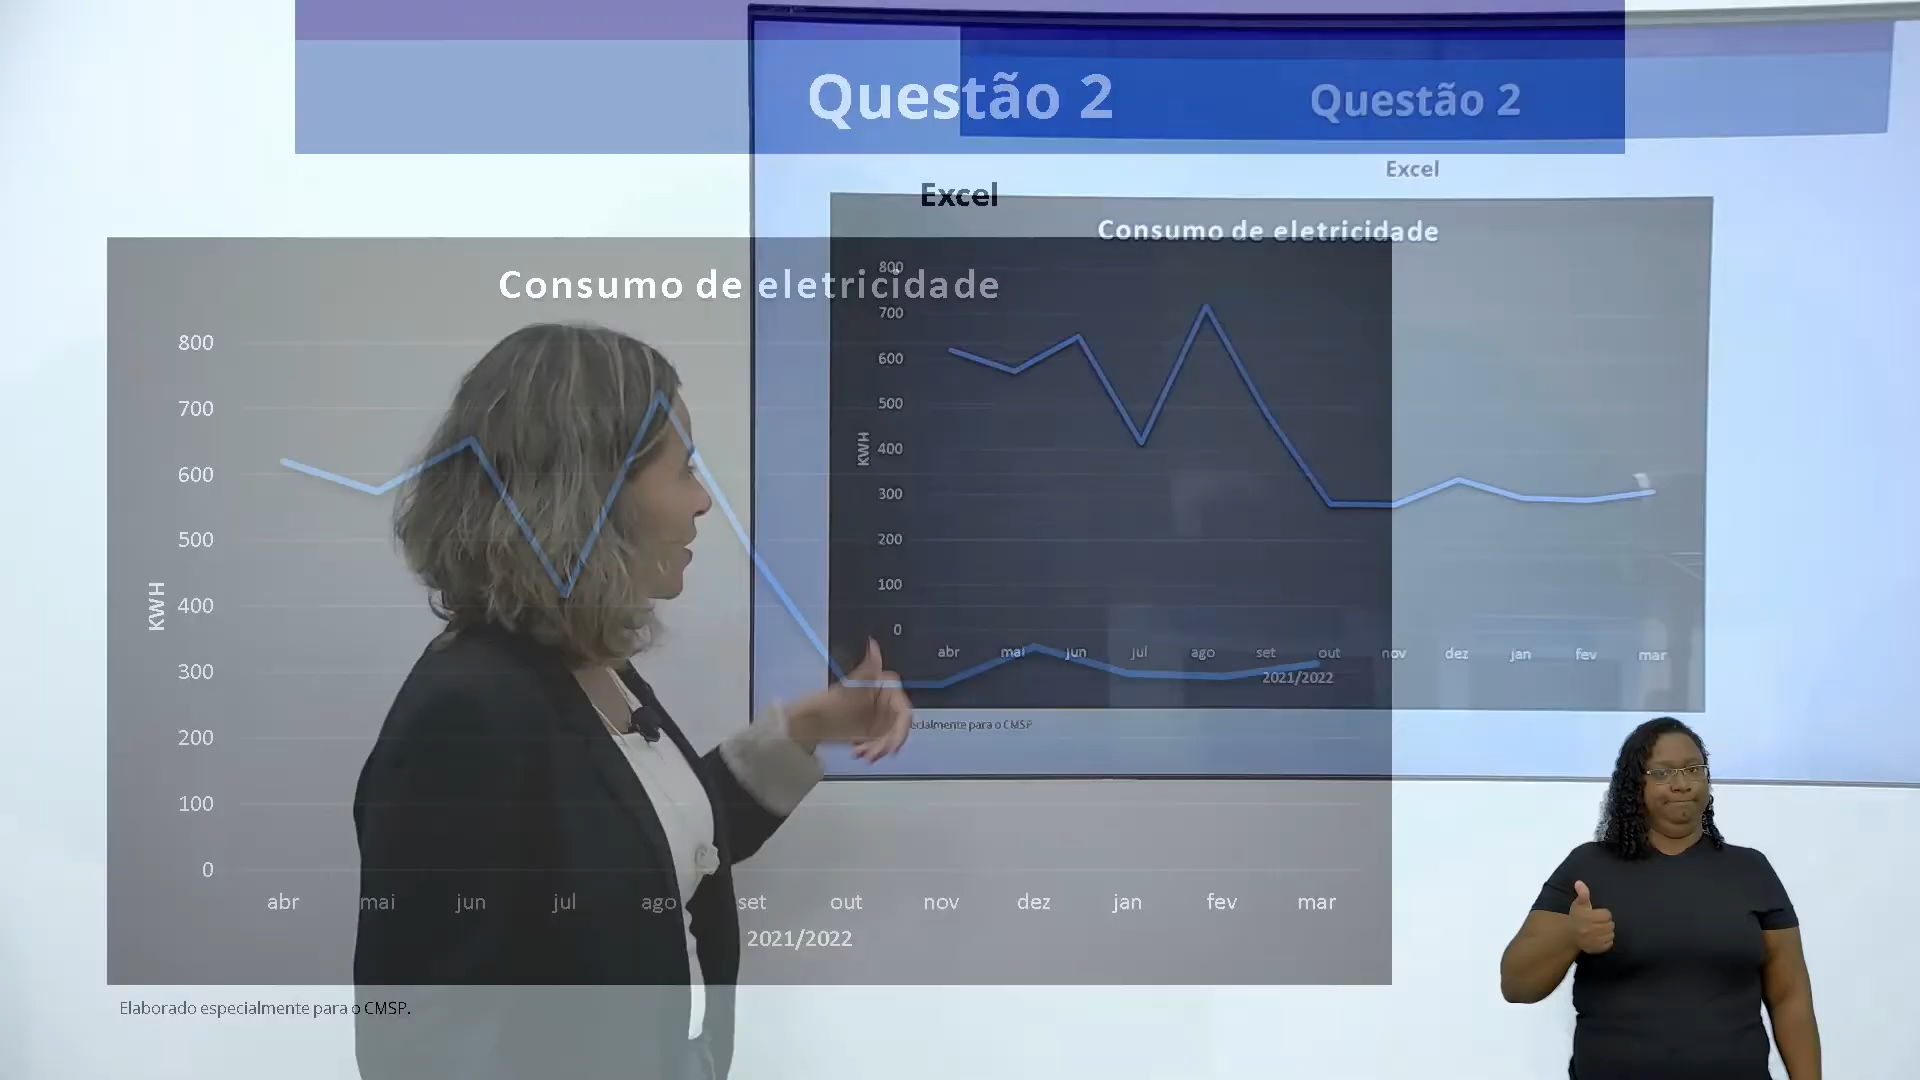 Questão 2
Excel
Consumo de eletricidade
800
700
600
500
400
300
200
100
0
KWH
abr mai jun jul ago set out nov dez jan fev mar
2021/2022
Elaborado especialmente para o CMSP.
Questão 2
Excel
Consumo de eletricidade
800
700
600
500
400
300
200
100
0
KWH
abr mai jun jul ago set out nov dez jan fev mar
2021/2022
para o CMSP